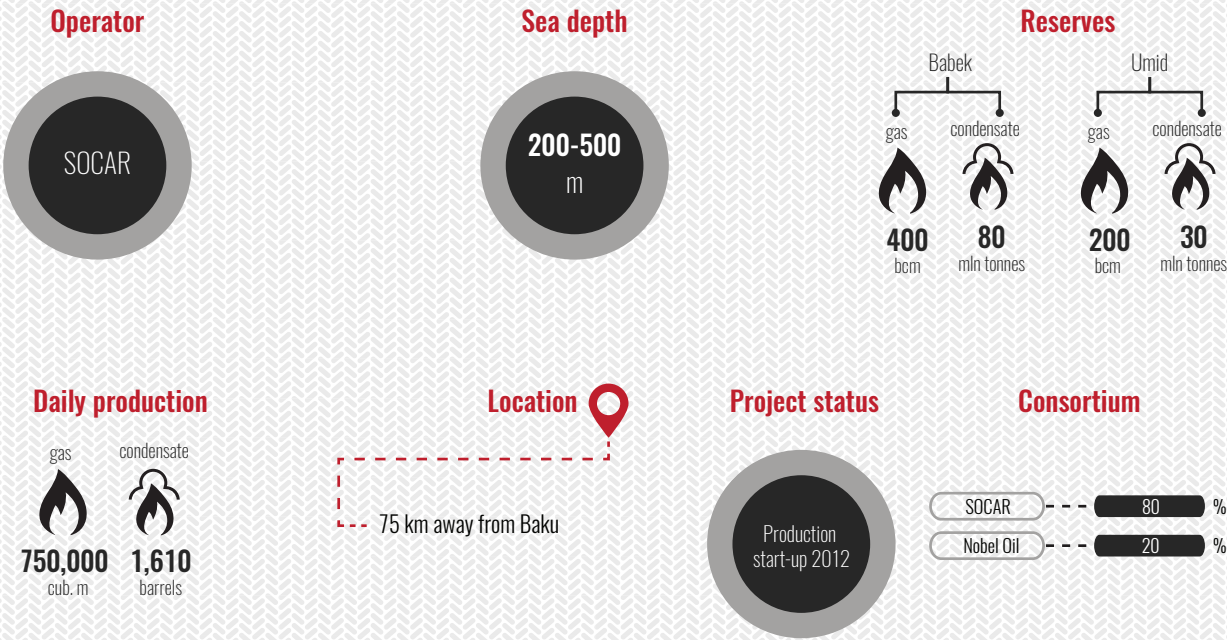 Operator
SOCAR
Sea depth
200-500
m
Reserves
Babek
gas
400
bcm
condensate
80
mln tonnes
Umid
gas
200
bcm
condensate
30
mln tonnes
Daily production
gas
750,000
cub. m
condensate
1,610
barrels
Location
75 km away from Baku
Project status
Production
start-up 2012
Consortium
SOCAR 80 %
Nobel Oil 20 %